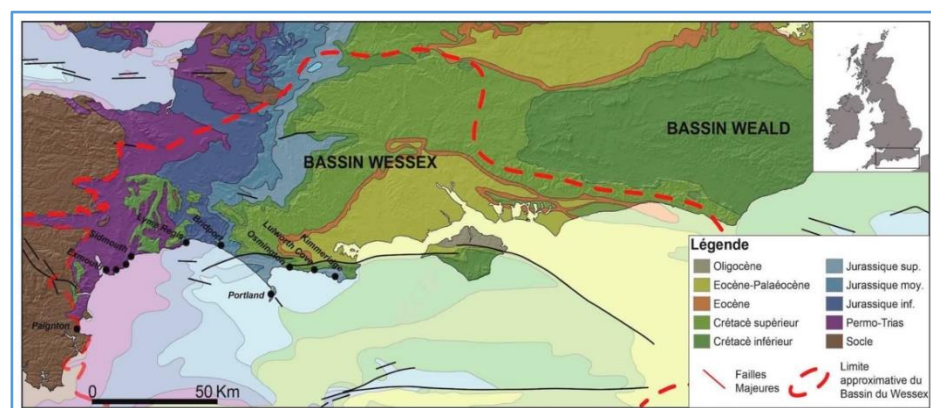 BASSIN WESSEX
BASSIN WEALD
Lyme Regis
Bridport
Sidmouth
Exmouth
Osmington
Lulworth Cove
Kimmeridge
Portland
Paignton
0 50 Km
Légende
Oligocène
Eocène-Palaéocène
Eocène
Crétacé supérieur
Crétacé inférieur
Jurassique sup.
Jurassique moy.
Jurassique inf.
Permo-Trias
Socle
Failles
Majeures
Limite
approximative du
Bassin du Wessex